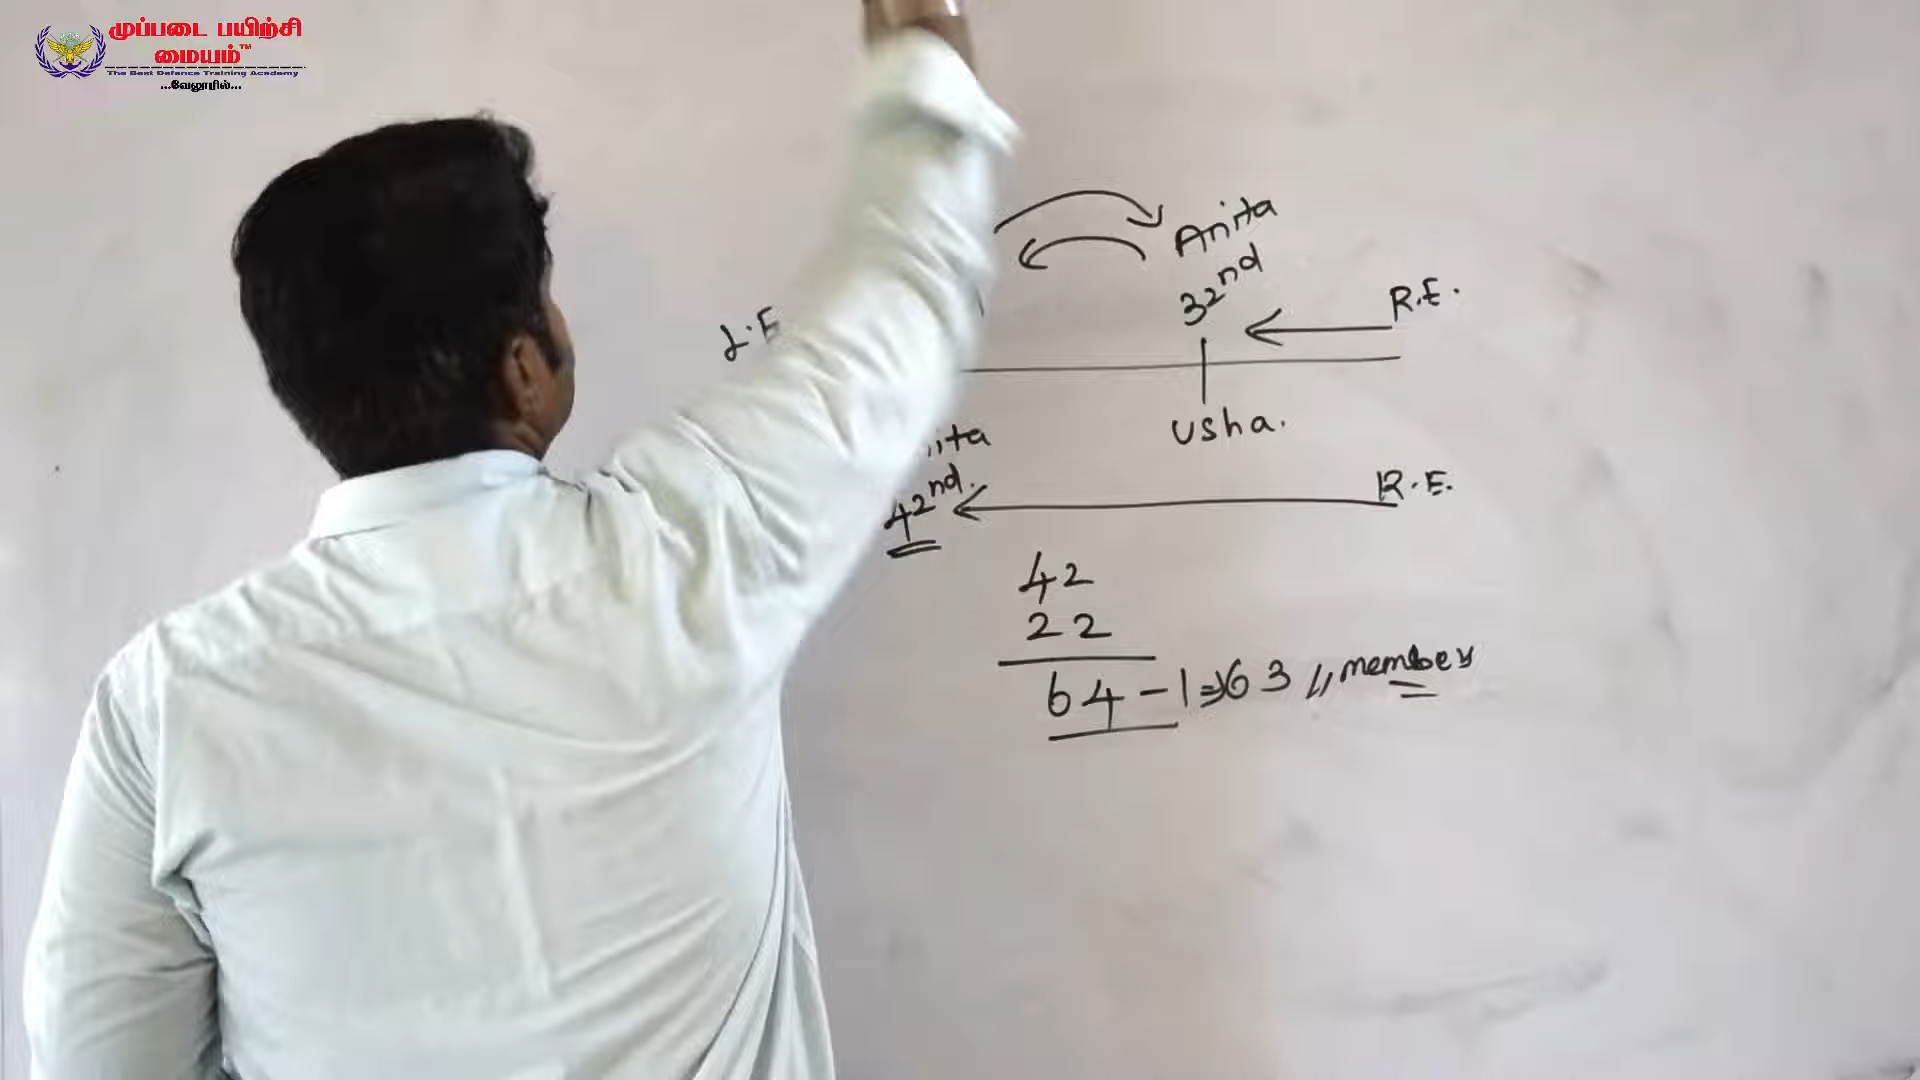 முப்படை பயிற்சி
மையம்™
The Best Defence Training Academy
...வேலூரில்...
Anita
32nd
R.E.
L.E
Usha.
ita
42nd.
R.E.
42
22
64-1⇒63 ,, members